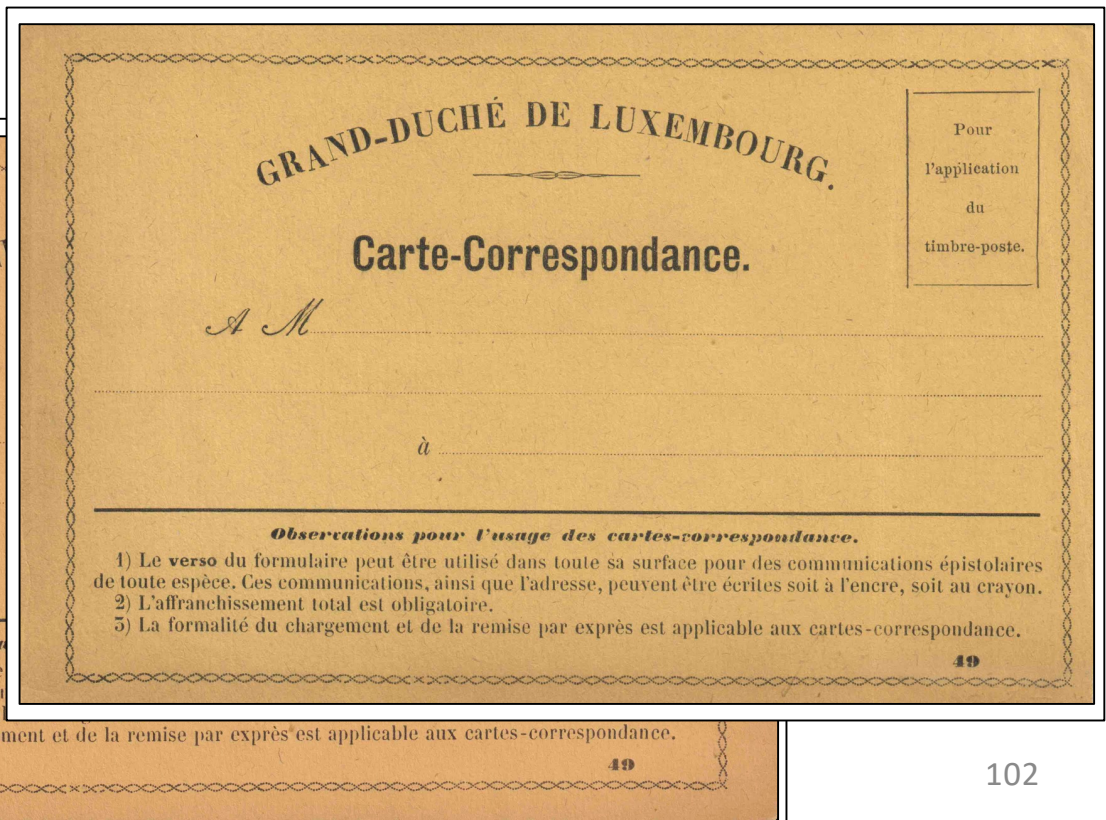 GRAND-DUCHÉ DE LUXEMBOURG.
Pour
l'application
du
timbre-poste.
Carte-Correspondance.
A M
à
Observations pour l'usage des cartes-correspondance.
1) Le verso du formulaire peut être utilisé dans toute sa surface pour des communications épistolaires
de toute espèce. Ces communications, ainsi que l'adresse, peuvent être écrites soit à l'encre, soit au crayon.
2) L'affranchissement total est obligatoire.
3) La formalité du chargement et de la remise par exprès est applicable aux cartes-correspondance.
49
ment et de la remise par exprès est applicable aux cartes-correspondance.
49
102